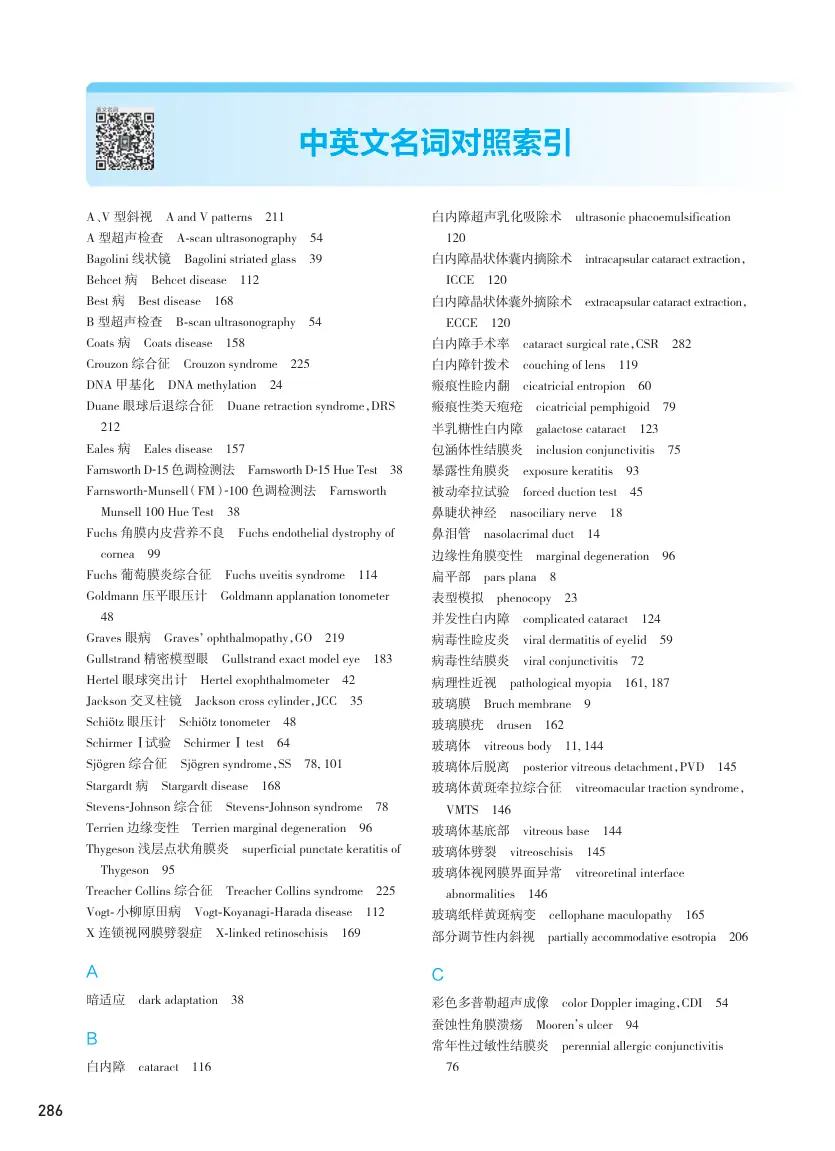 英文名词
中英文名词对照索引
A、V 型斜视 A and V patterns 211
A 型超声检查 A-scan ultrasonography 54
Bagolini 线状镜 Bagolini striated glass 39
Behcet 病 Behcet disease 112
Best 病 Best disease 168
B 型超声检查 B-scan ultrasonography 54
Coats 病 Coats disease 158
Crouzon 综合征 Crouzon syndrome 225
DNA 甲基化 DNA methylation 24
Duane 眼球后退综合征 Duane retraction syndrome,DRS
212
Eales 病 Eales disease 157
Farnsworth D-15 色调检测法 Farnsworth D-15 Hue Test 38
Farnsworth-Munsell(FM)-100 色调检测法 Farnsworth
Munsell 100 Hue Test 38
Fuchs 角膜内皮营养不良 Fuchs endothelial dystrophy of
cornea 99
Fuchs 葡萄膜炎综合征 Fuchs uveitis syndrome 114
Goldmann 压平眼压计 Goldmann applanation tonometer
48
Graves 眼病 Graves' ophthalmopathy,GO 219
Gullstrand 精密模型眼 Gullstrand exact model eye 183
Hertel 眼球突出计 Hertel exophthalmometer 42
Jackson 交叉柱镜 Jackson cross cylinder,JCC 35
Schiötz 眼压计 Schiötz tonometer 48
Schirmer Ⅰ试验 Schirmer Ⅰ test 64
Sjögren 综合征 Sjögren syndrome,SS 78, 101
Stargardt 病 Stargardt disease 168
Stevens-Johnson 综合征 Stevens-Johnson syndrome 78
Terrien 边缘变性 Terrien marginal degeneration 96
Thygeson 浅层点状角膜炎 superficial punctate keratitis of
Thygeson 95
Treacher Collins 综合征 Treacher Collins syndrome 225
Vogt-小柳原田病 Vogt-Koyanagi-Harada disease 112
X 连锁视网膜劈裂症 X-linked retinoschisis 169
A
暗适应 dark adaptation 38
B
白内障 cataract 116
白内障超声乳化吸除术 ultrasonic phacoemulsification
120
白内障晶状体囊内摘除术 intracapsular cataract extraction,
ICCE 120
白内障晶状体囊外摘除术 extracapsular cataract extraction,
ECCE 120
白内障手术率 cataract surgical rate,CSR 282
白内障针拨术 couching of lens 119
瘢痕性睑内翻 cicatricial entropion 60
瘢痕性类天疱疮 cicatricial pemphigoid 79
半乳糖性白内障 galactose cataract 123
包涵体性结膜炎 inclusion conjunctivitis 75
暴露性角膜炎 exposure keratitis 93
被动牵拉试验 forced duction test 45
鼻睫状神经 nasociliary nerve 18
鼻泪管 nasolacrimal duct 14
边缘性角膜变性 marginal degeneration 96
扁平部 pars plana 8
表型模拟 phenocopy 23
并发性白内障 complicated cataract 124
病毒性睑皮炎 viral dermatitis of eyelid 59
病毒性结膜炎 viral conjunctivitis 72
病理性近视 pathological myopia 161, 187
玻璃膜 Bruch membrane 9
玻璃膜疣 drusen 162
玻璃体 vitreous body 11, 144
玻璃体后脱离 posterior vitreous detachment,PVD 145
玻璃体黄斑牵拉综合征 vitreomacular traction syndrome,
VMTS 146
玻璃体基底部 vitreous base 144
玻璃体劈裂 vitreoschisis 145
玻璃体视网膜界面异常 vitreoretinal interface
abnormalities 146
玻璃纸样黄斑病变 cellophane maculopathy 165
部分调节性内斜视 partially accommodative esotropia 206
C
彩色多普勒超声成像 color Doppler imaging,CDI 54
蚕蚀性角膜溃疡 Mooren's ulcer 94
常年性过敏性结膜炎 perennial allergic conjunctivitis
76
286